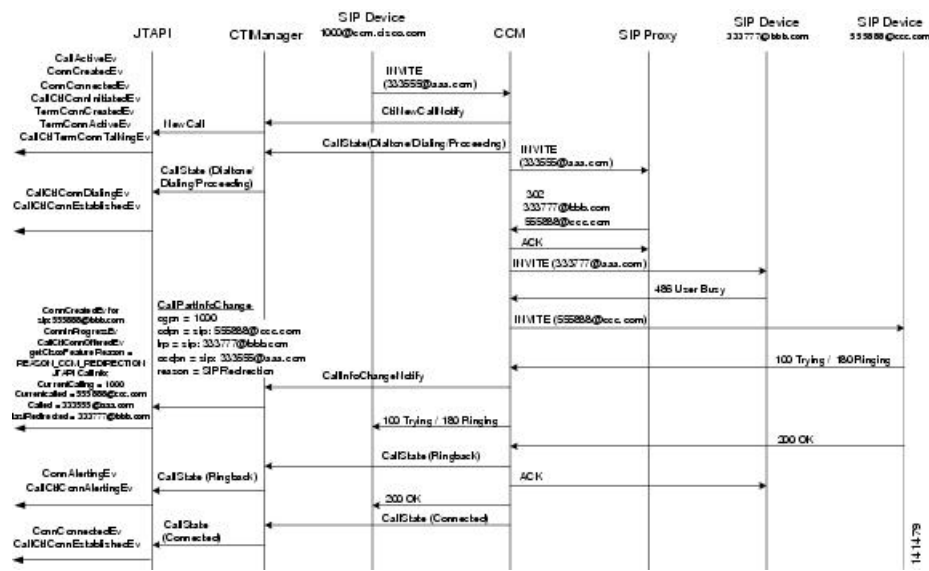 SIP Device
1000@ccm.cisco.com
SIP Device
333777@bbb.com
SIP Device
555888@ccc.com
JTAPI
CTIManager
CCM
SIP Proxy
CallActiveEv
ConnCreatedEv
ConnConnectedEv
CallCtlConnInitiatedEv
TermConnCreatedEv
TermConnActiveEv
CallCtlTermConnTalkingEv
INVITE
(333555@aaa.com)
CtiNewCallNotify
NewCall
CallState(Dialtone/Dialing/Proceeding)
INVITE
(333555@aaa.com)
CallState (Dialtone/
Dialing/Proceeding)
CallCtlConnDialingEv
CallCtlConnEstablishedEv
302
333777@bbb.com
555888@ccc.com
ACK
INVITE (333777@aaa.com)
486 User Busy
INVITE (555888@ccc.com)
ConnCreatedEv for
sip:555888@bbb.com
ConnInProgressEv
CallCtlConnOfferedEv
getCiscoFeatureReason =
REASON_CCM_REDIRECTION
JTAPI CallInfo:
CurrentCalling = 1000
Currentcalled = 555888@ccc.com
Called = 333555@aaa.com
lastRedirected = 333777@bbb.com
CallPartInfoChange
cgpn = 1000
cdpn = sip: 555888@ccc.com
lrp = sip: 333777@bbb.com
ocdpn = sip: 333555@aaa.com
reason = SIPRedirection
100 Trying / 180 Ringing
CallInfoChangeNotify
100 Trying / 180 Ringing
200 OK
CallState (Ringback)
CallState (Ringback)
ConnAlertingEv
CallCtlConnAlertingEv
ACK
200 OK
CallState (Connected)
CallState
(Connected)
ConnConnectedEv
CallCtlConnEstablishedEv
141479